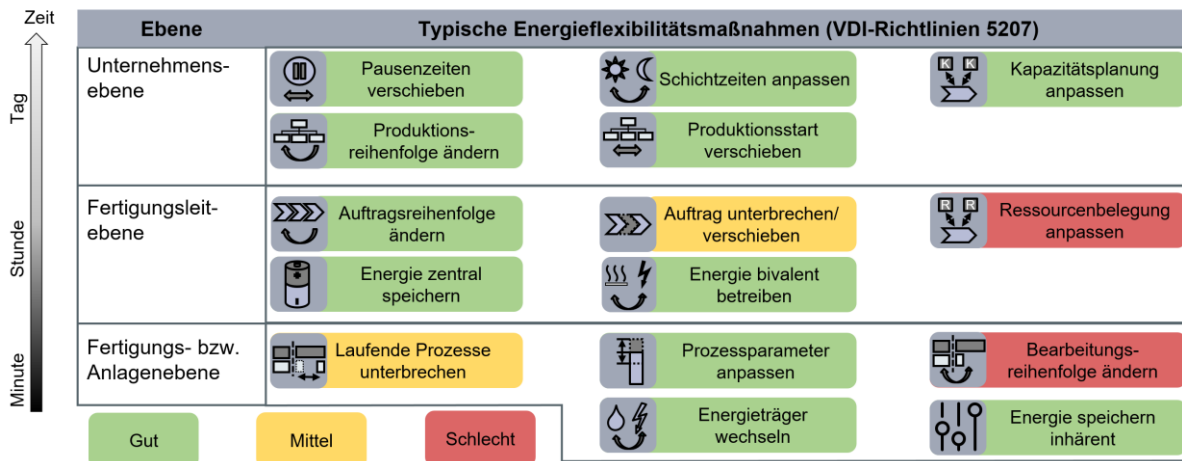 Zeit
Ebene
Typische Energieflexibilitätsmaßnahmen (VDI-Richtlinien 5207)
Tag
Unternehmens-
ebene
Pausenzeiten
verschieben
Schichtzeiten anpassen
K K
Kapazitätsplanung
anpassen
Produktions-
reihenfolge ändern
Produktionsstart
verschieben
Stunde
Fertigungsleit-
ebene
Auftragsreihenfolge
ändern
Auftrag unterbrechen/
verschieben
R R
Ressourcenbelegung
anpassen
Energie zentral
speichern
Energie bivalent
betreiben
Minute
Fertigungs- bzw.
Anlagenebene
Laufende Prozesse
unterbrechen
Prozessparameter
anpassen
Bearbeitungs-
reihenfolge ändern
Energieträger
wechseln
Energie speichern
inhärent
Gut
Mittel
Schlecht